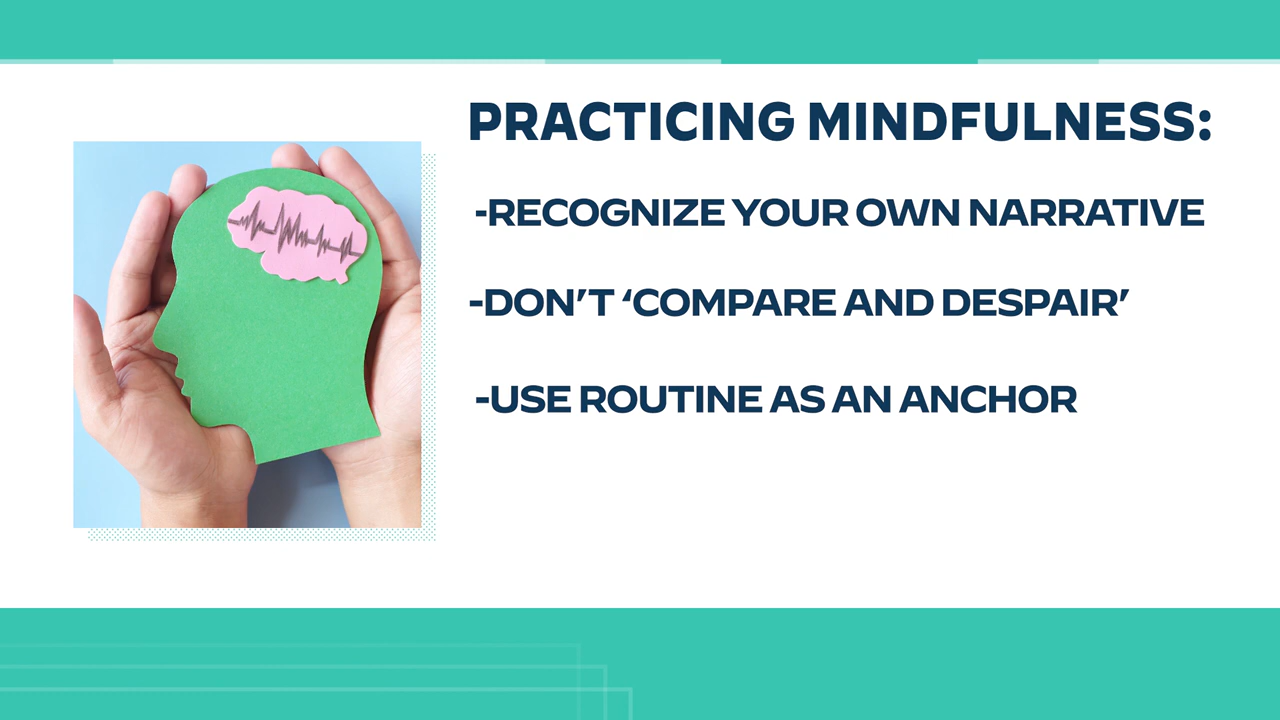 PRACTICING MINDFULNESS:
-RECOGNIZE YOUR OWN NARRATIVE
-DON’T ‘COMPARE AND DESPAIR’
-USE ROUTINE AS AN ANCHOR